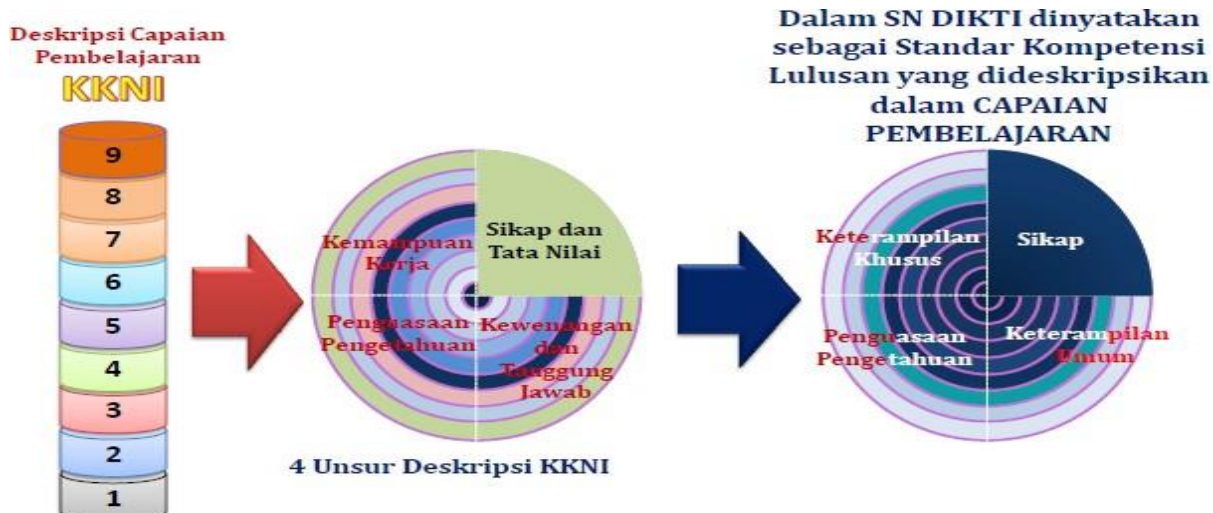 Deskripsi Capaian
Pembelajaran
KKNI
9
8
7
6
5
4
3
2
1
Kemampuan
Kerja
Sikap dan
Tata Nilai
Penguasaan
Pengetahuan
Kewenangan
dan
Tanggung
Jawab
4 Unsur Deskripsi KKNI
Dalam SN DIKTI dinyatakan
sebagai Standar Kompetensi
Lulusan yang dideskripsikan
dalam CAPAIAN
PEMBELAJARAN
Keterampilan
Khusus
Sikap
Penguasaan
Pengetahuan
Keterampilan
Umum